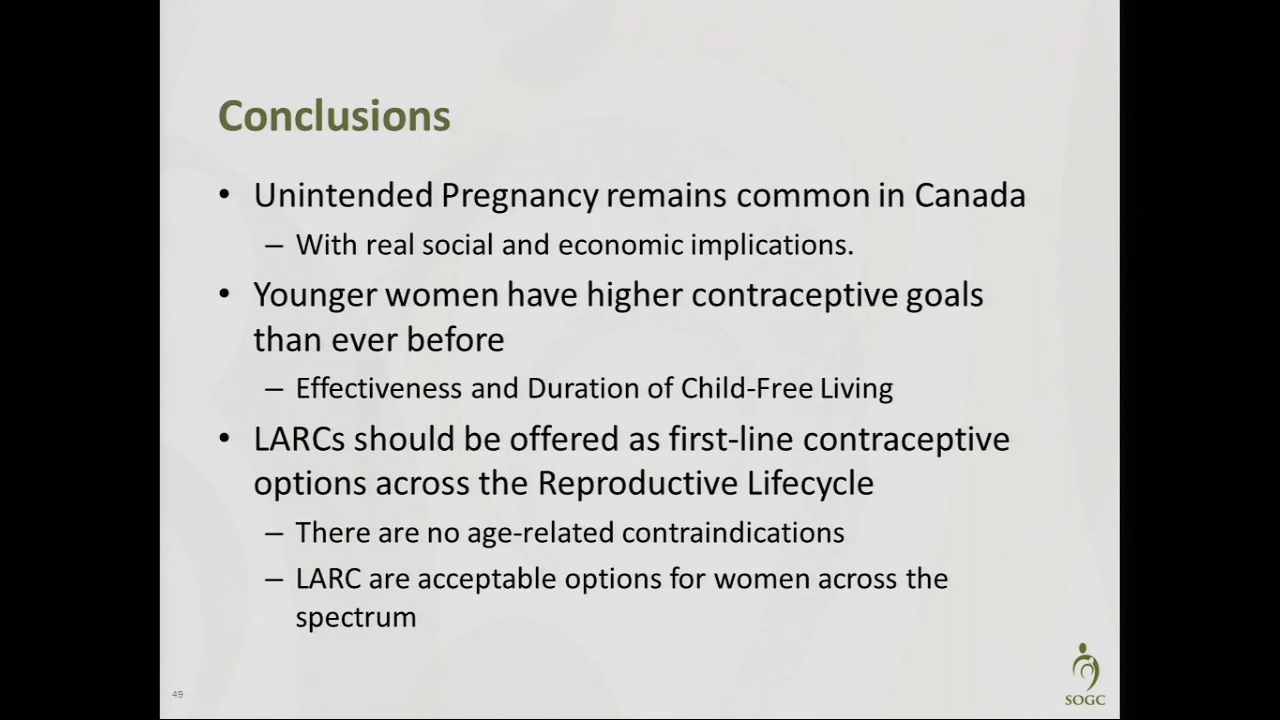 Conclusions
• Unintended Pregnancy remains common in Canada
– With real social and economic implications.
• Younger women have higher contraceptive goals
than ever before
– Effectiveness and Duration of Child-Free Living
• LARCs should be offered as first-line contraceptive
options across the Reproductive Lifecycle
– There are no age-related contraindications
– LARC are acceptable options for women across the
spectrum
49
SOGC